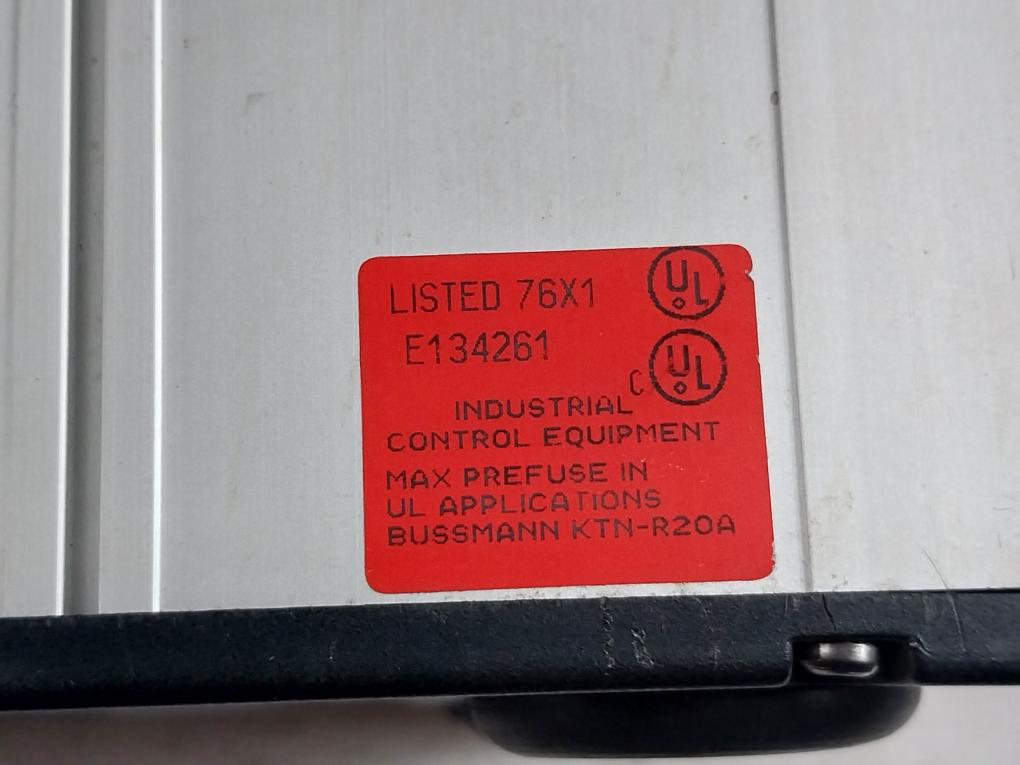 LISTED 76X1 UL
E134261
C UL
INDUSTRIAL
CONTROL EQUIPMENT
MAX PREFUSE IN
UL APPLICATIONS
BUSSMANN KTN-R20A